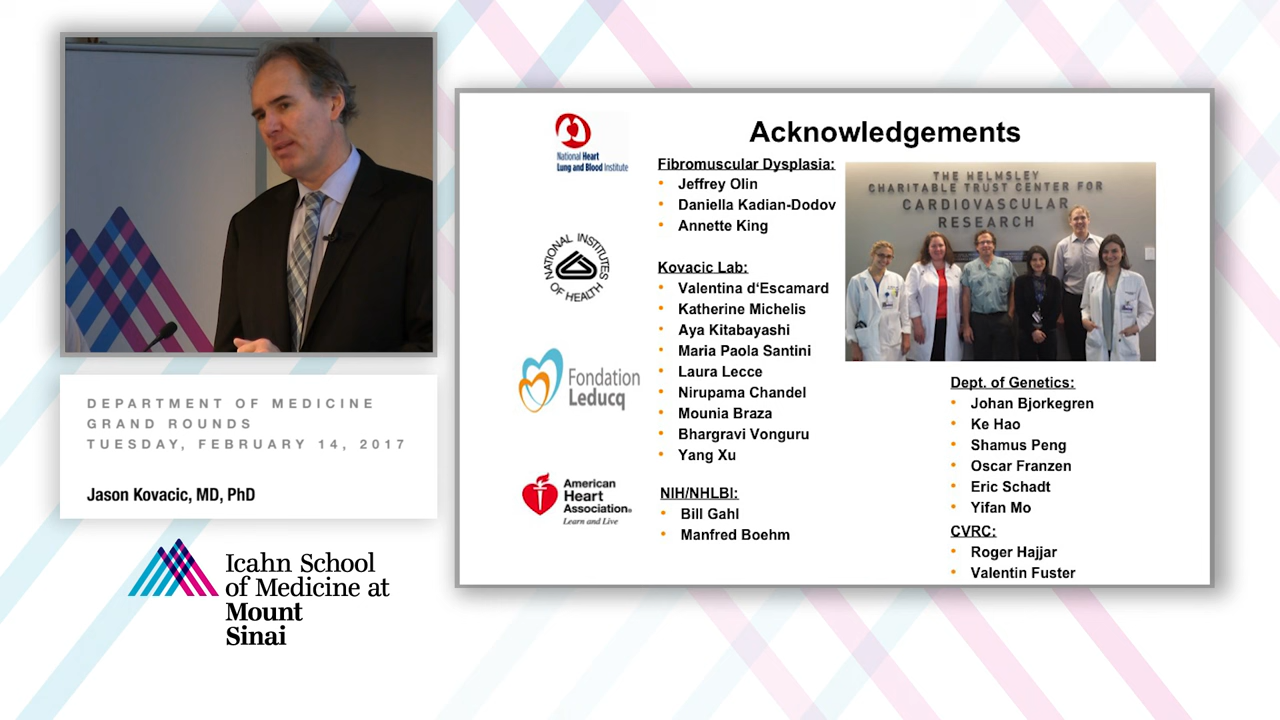 DEPARTMENT OF MEDICINE
GRAND ROUNDS
TUESDAY, FEBRUARY 14, 2017
Jason Kovacic, MD, PhD
Icahn School
of Medicine at
Mount
Sinai
Acknowledgements
National Heart
Lung and Blood Institute
NATIONAL INSTITUTES
OF HEALTH
Fondation
Leducq
American
Heart
Association®
Learn and Live
Fibromuscular Dysplasia:
• Jeffrey Olin
• Daniella Kadian-Dodov
• Annette King
Kovacic Lab:
• Valentina d‘Escamard
• Katherine Michelis
• Aya Kitabayashi
• Maria Paola Santini
• Laura Lecce
• Nirupama Chandel
• Mounia Braza
• Bhargravi Vonguru
• Yang Xu
NIH/NHLBI:
• Bill Gahl
• Manfred Boehm
THE HELMSLEY
CHARITABLE TRUST CENTER FOR
CARDIOVASCULAR
RESEARCH
Dept. of Genetics:
• Johan Bjorkegren
• Ke Hao
• Shamus Peng
• Oscar Franzen
• Eric Schadt
• Yifan Mo
CVRC:
• Roger Hajjar
• Valentin Fuster